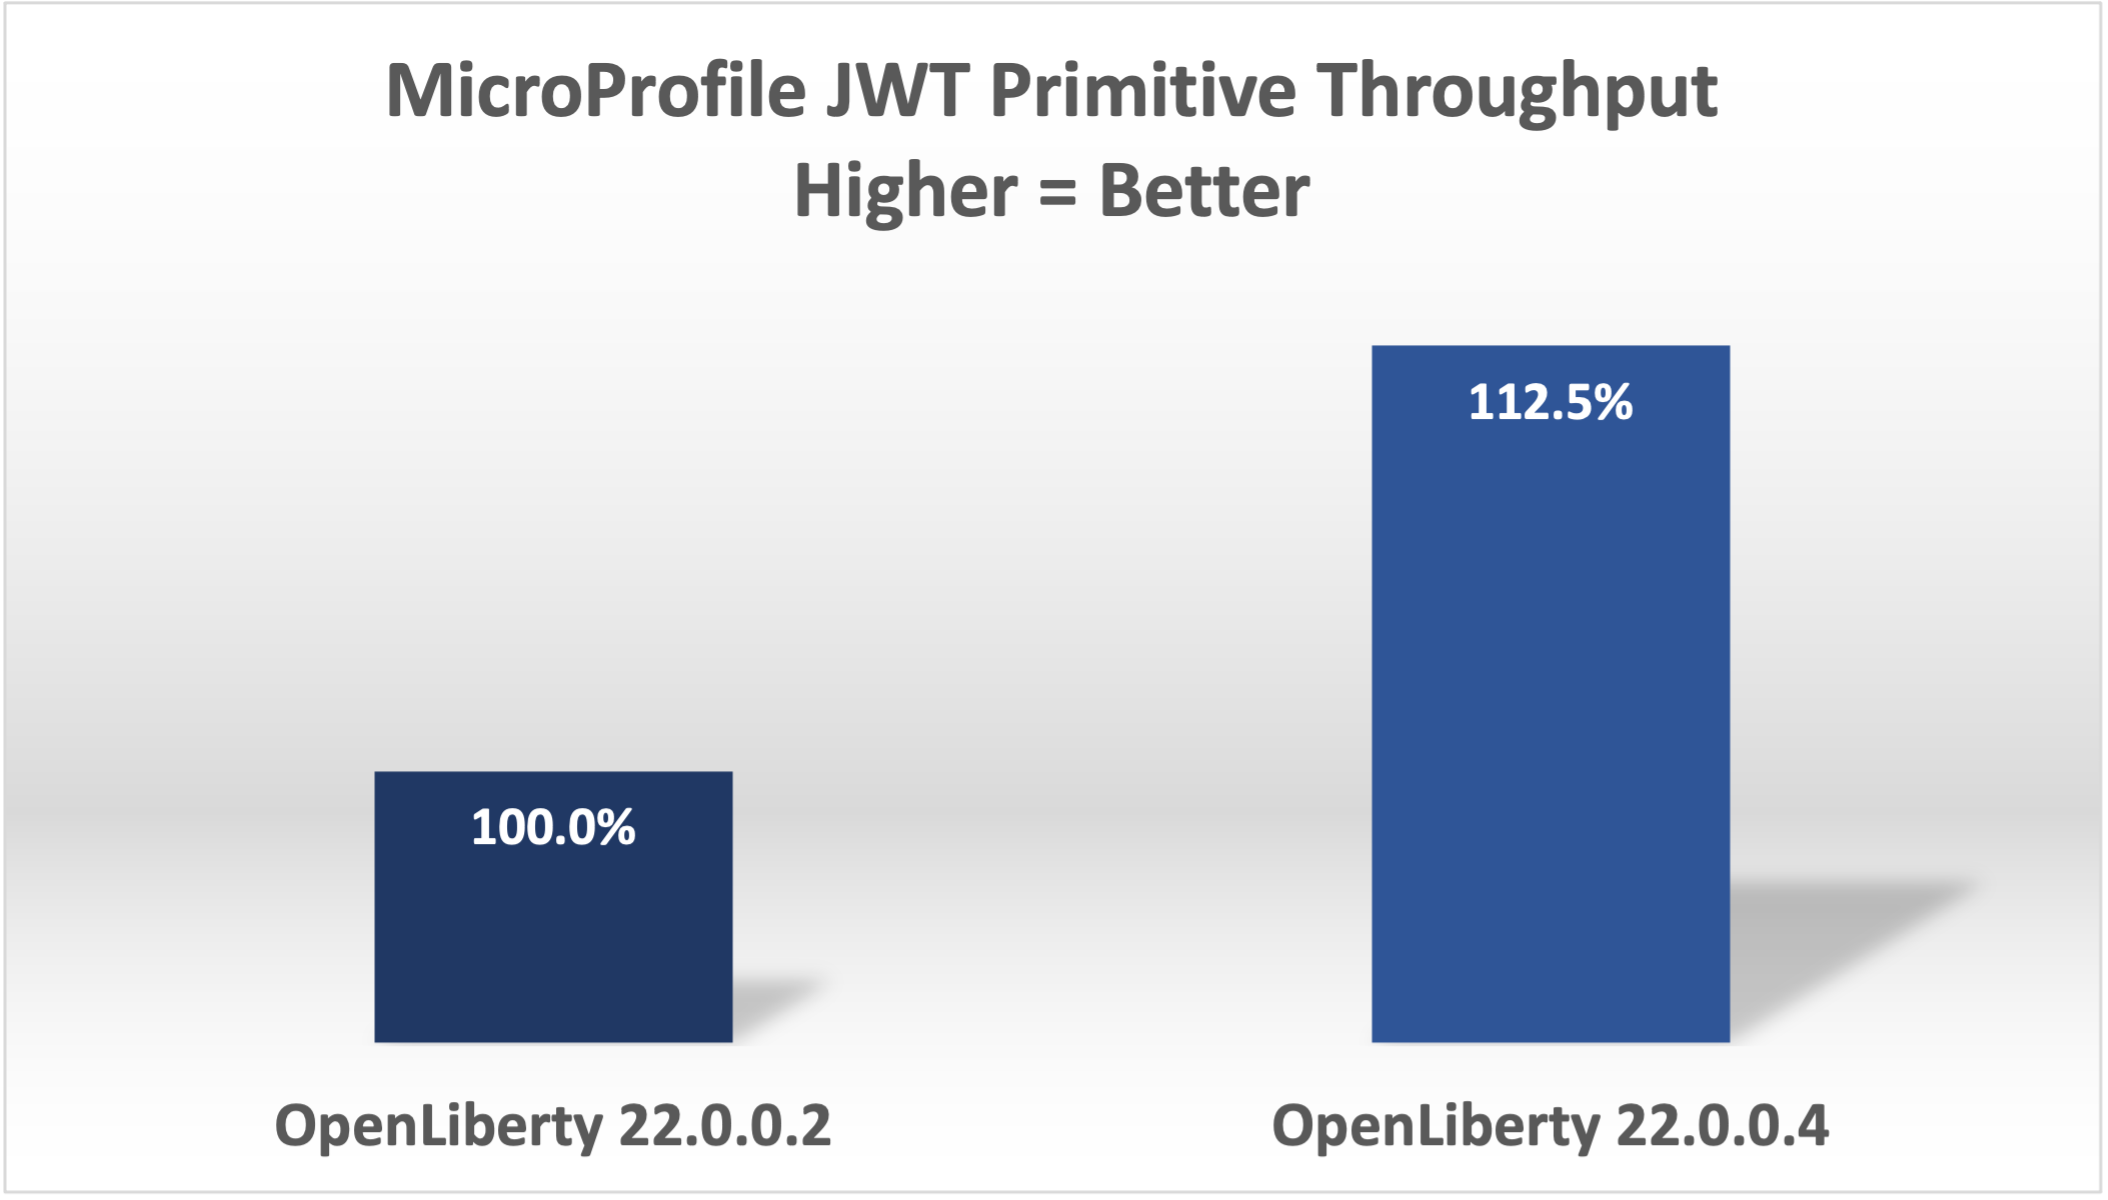 MicroProfile JWT Primitive Throughput
Higher = Better
112.5%
100.0%
OpenLiberty 22.0.0.2
OpenLiberty 22.0.0.4